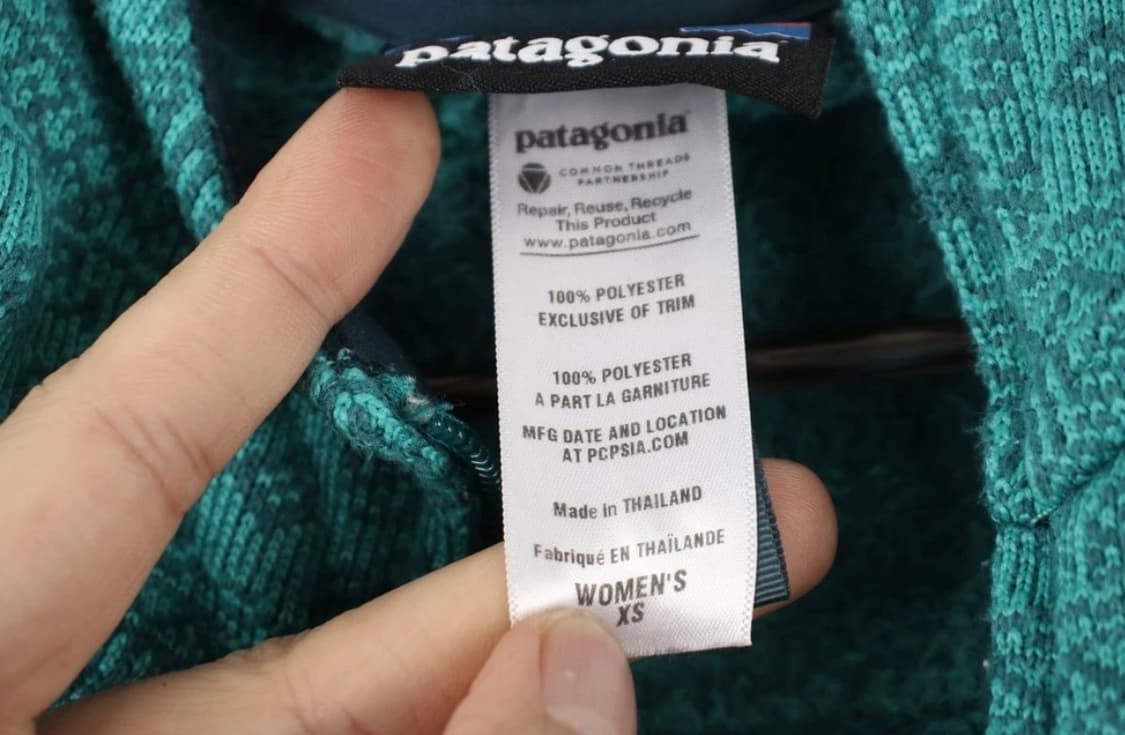 patagonia
patagonia
COMMON THREADS
PARTNERSHIP
Repair, Reuse, Recycle
This Product
www.patagonia.com
100% POLYESTER
EXCLUSIVE OF TRIM
100% POLYESTER
A PART LA GARNITURE
MFG DATE AND LOCATION
AT PCPSIA.COM
Made in THAILAND
Fabriqué EN THAÏLANDE
WOMEN'S
XS